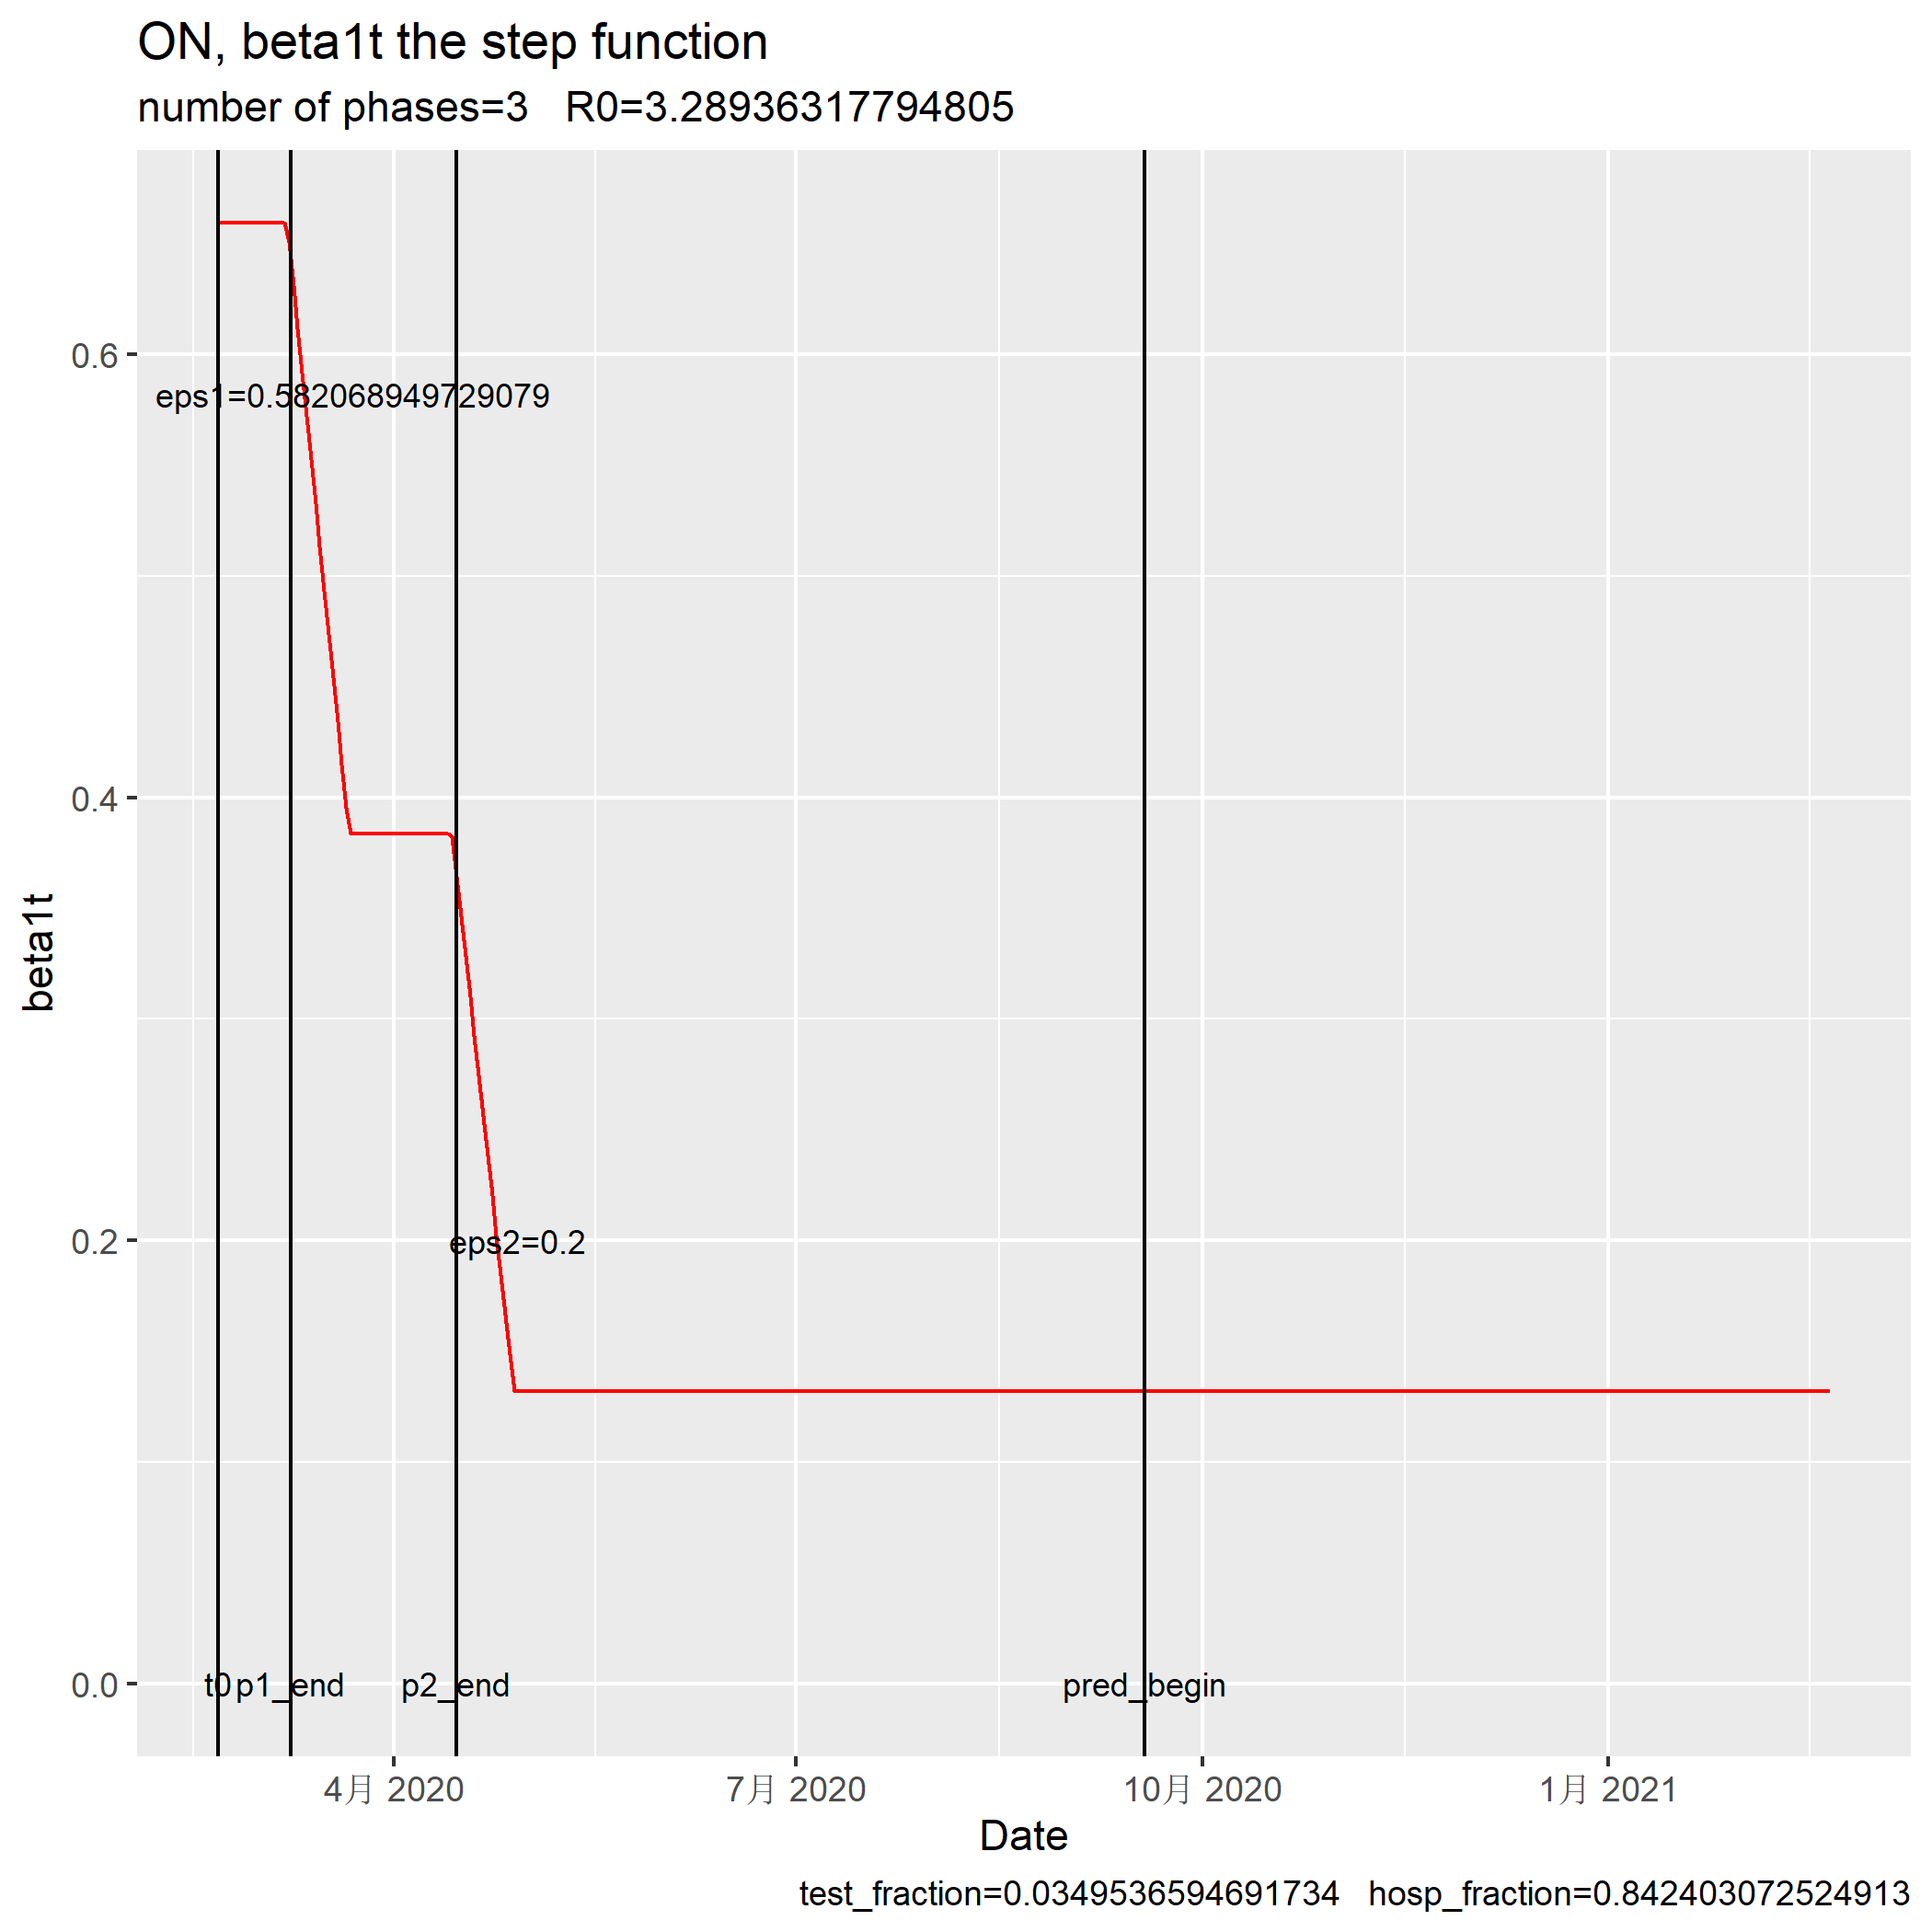 ON, beta1t the step function
number of phases=3   R0=3.28936317794805
0.6
eps1=0.582068949729079
0.4
beta1t
0.2
eps2=0.2
0.0
t0 p1_end p2_end pred_begin
4月 2020 7月 2020 10月 2020 1月 2021
Date
test_fraction=0.0349536594691734   hosp_fraction=0.842403072524913